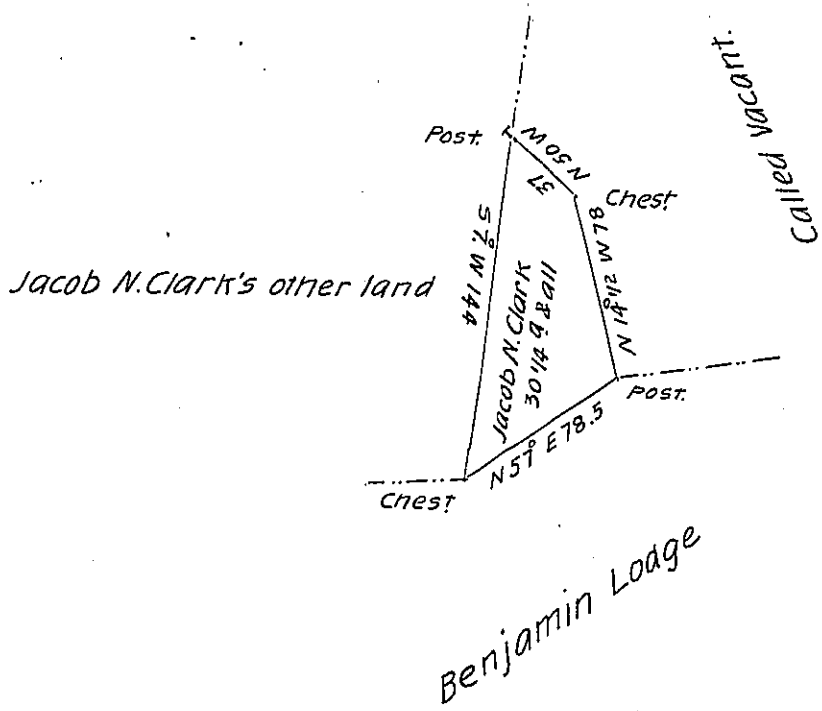 Called vacant.
Post.
N 50 W
37
Chest
S 7° W 144
N 14° 1/2 W 78
Jacob N. Clark's other land
Jacob N. Clark
30 1/4 a & all
Post.
N 57° E 78.5
Chest
Benjamin Lodge